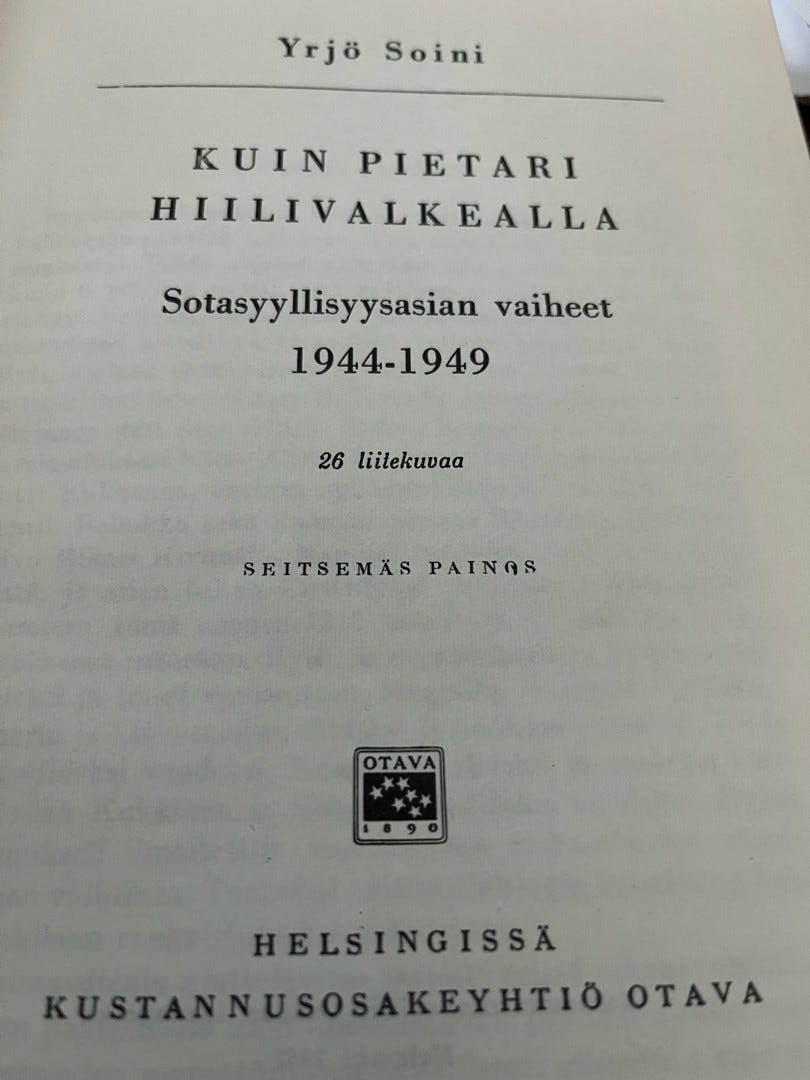 Yrjö Soini
KUIN PIETARI
HIILIVALKEALLA
Sotasyyllisyysasian vaiheet
1944-1949
26 liitekuvaa
SEITSEMÄS PAINOS
OTAVA
1890
HELSINGISSÄ
KUSTANNUSOSAKEYHTIÖ OTAVA